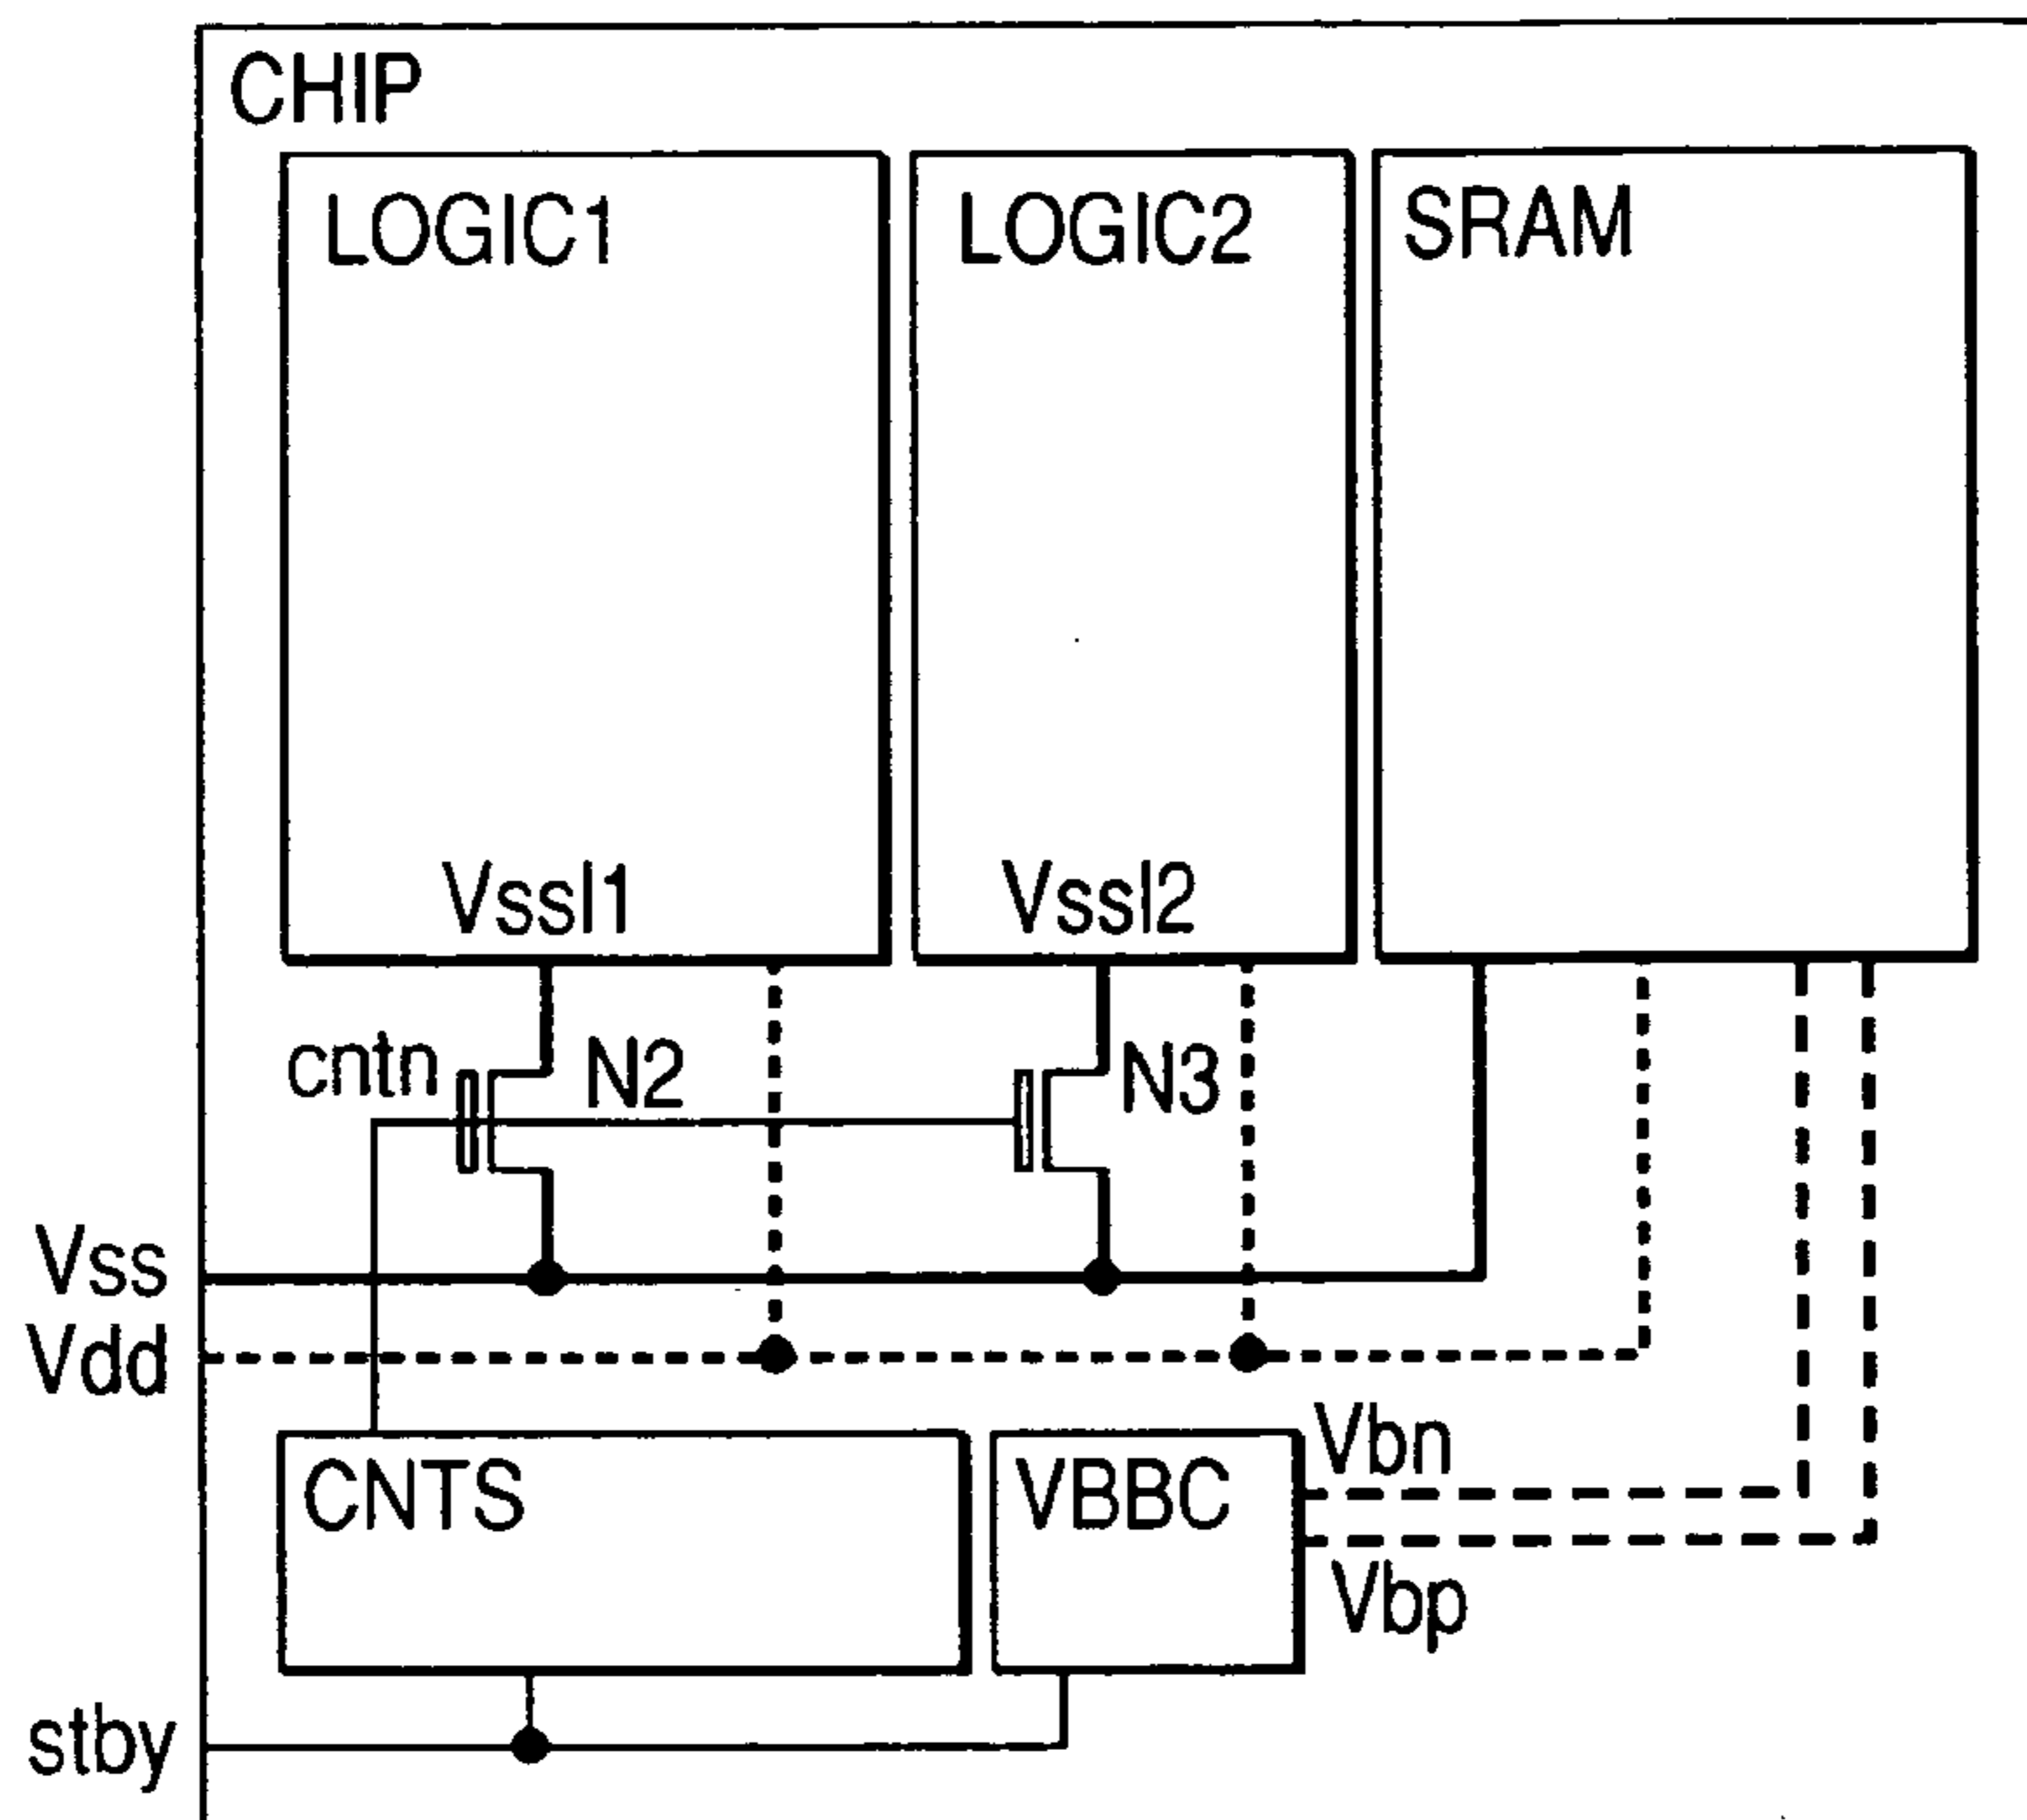 CHIP
LOGIC1
LOGIC2
SRAM
Vssl1
Vssl2
cntn
N2
N3
Vss
Vdd
CNTS
VBBC
Vbn
Vbp
stby